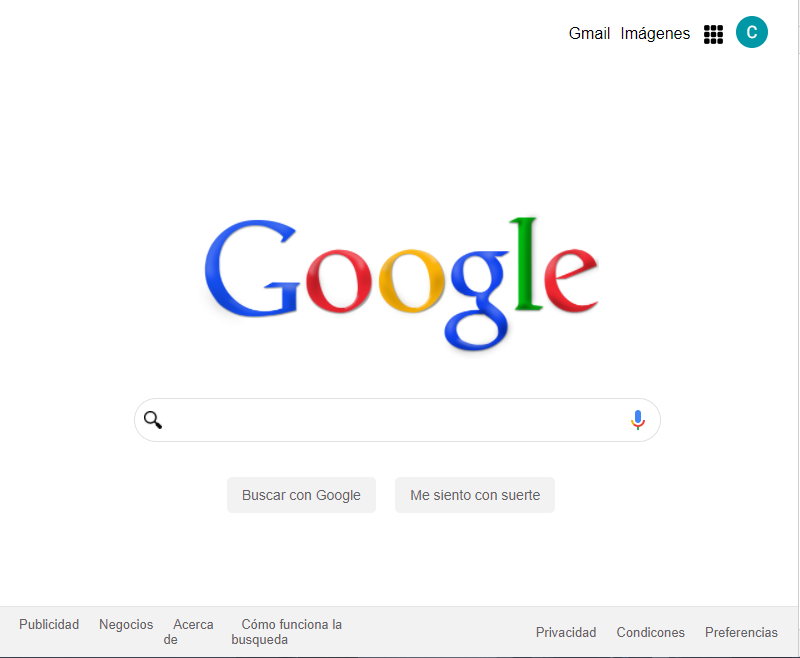 Gmail Imágenes C
Google
Buscar con Google Me siento con suerte
Publicidad Negocios Acerca de Cómo funciona la busqueda Privacidad Condicones Preferencias